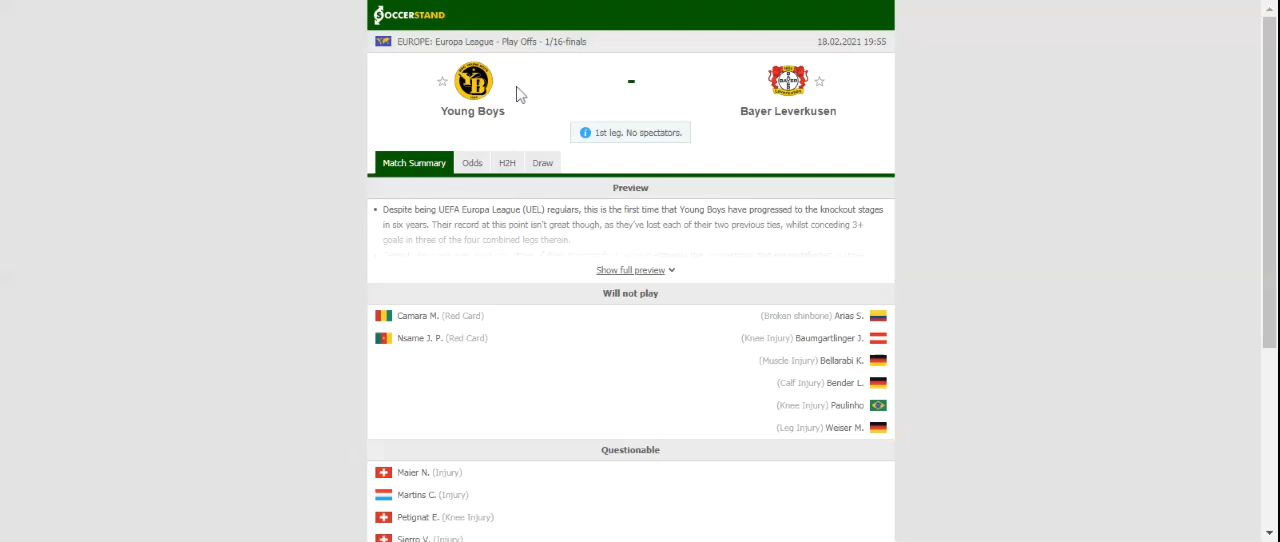 SOCCERSTAND
EUROPE: Europa League - Play Offs - 1/16-finals 18.02.2021 19:55
-
Young Boys Bayer Leverkusen
1st leg. No spectators.
Match Summary Odds H2H Draw
Preview
• Despite being UEFA Europa League (UEL) regulars, this is the first time that Young Boys have progressed to the knockout stages
in six years. Their record at this point isn't great though, as they've lost each of their two previous ties, whilst conceding 3+
goals in three of the four combined legs therein.
Show full preview
Will not play
Camara M. (Red Card) (Broken shinbone) Arias S.
Nsame J. P. (Red Card) (Knee Injury) Baumgartlinger J.
(Muscle Injury) Bellarabi K.
(Calf Injury) Bender L.
(Knee Injury) Paulinho
(Leg Injury) Weiser M.
Questionable
Maier N. (Injury)
Martins C. (Injury)
Petignat E. (Knee Injury)
Sierro V. (Injury)